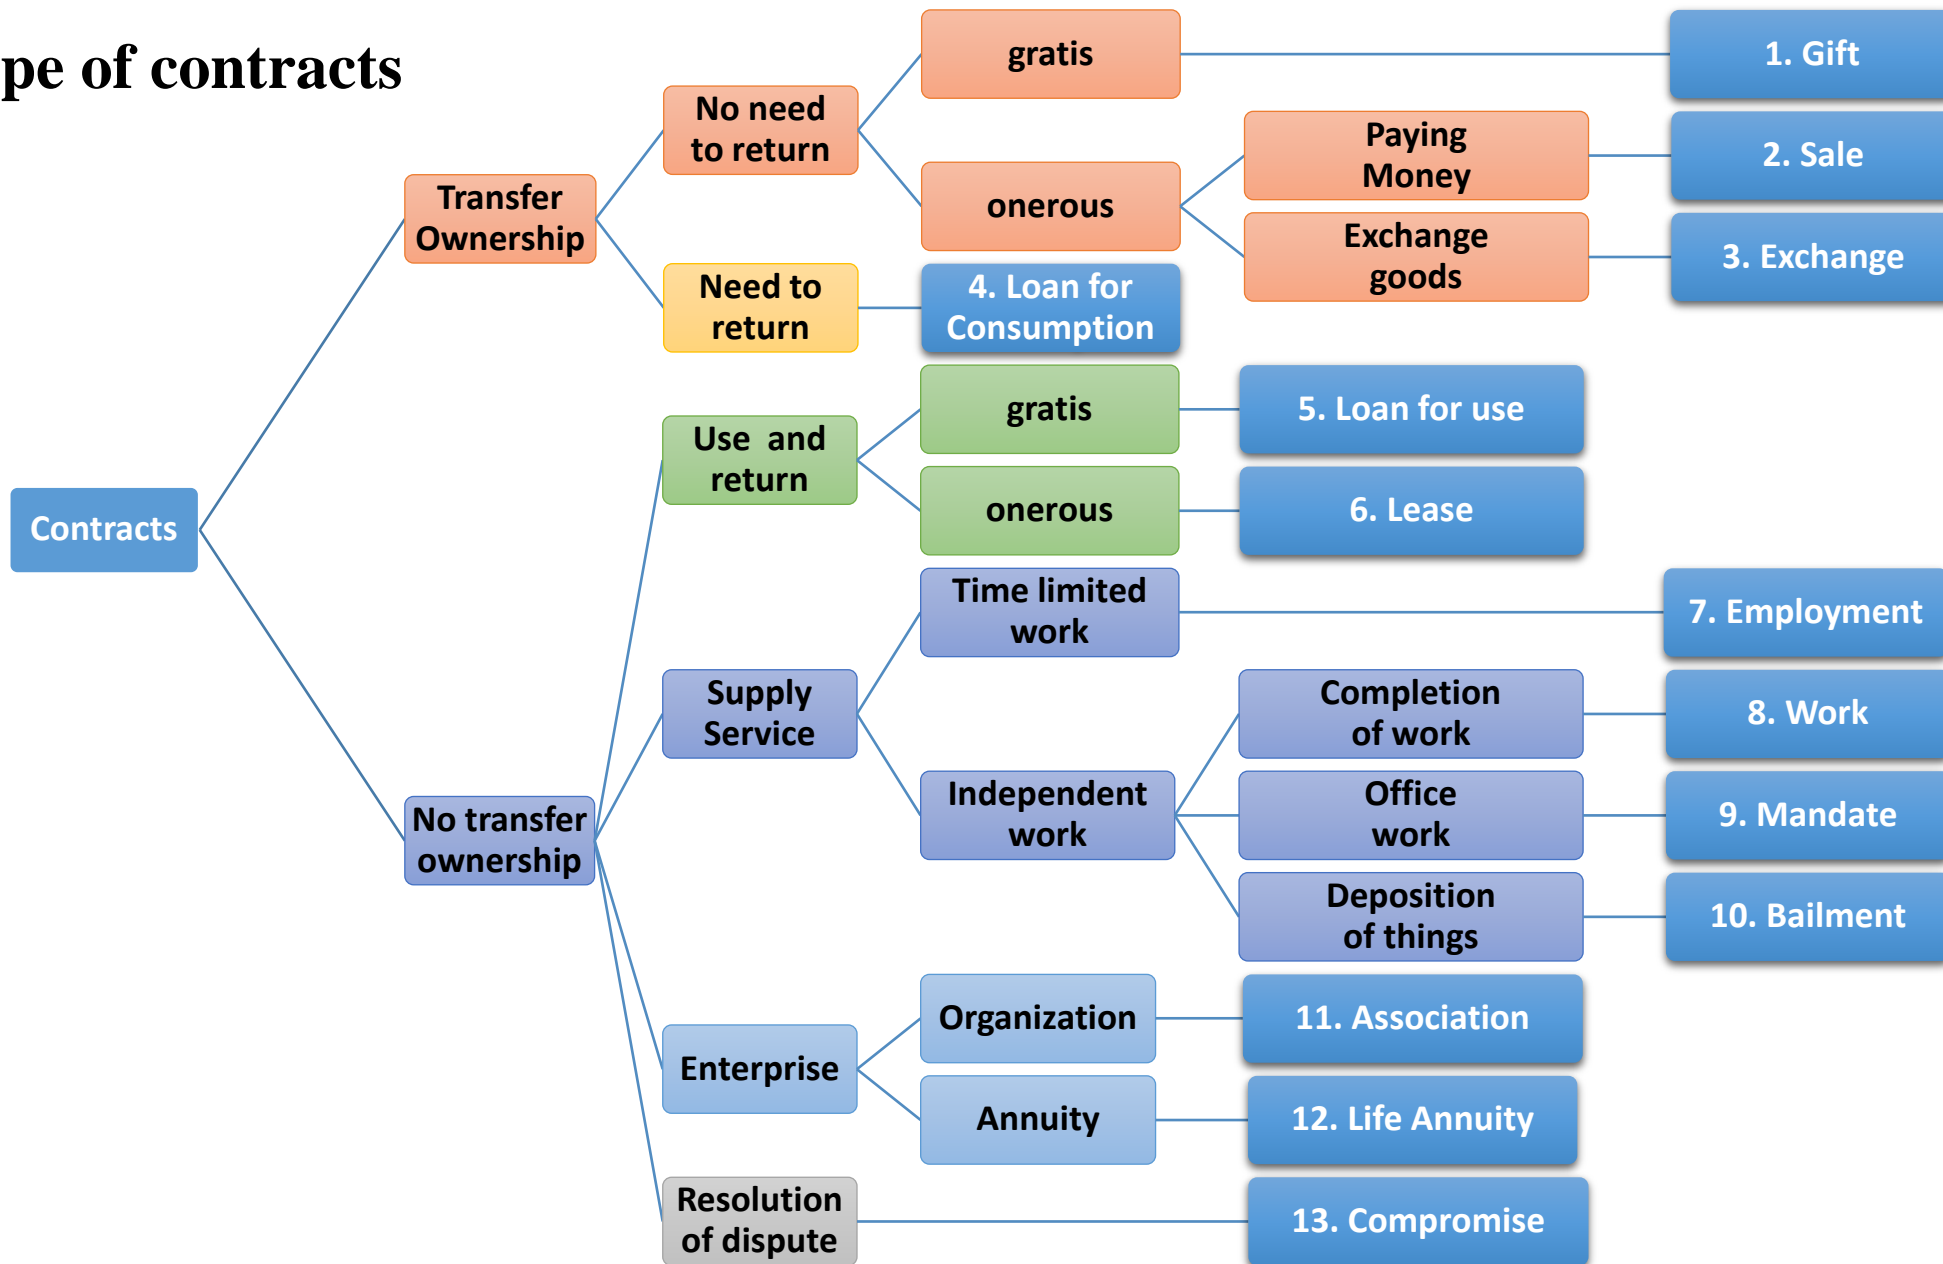 pe of contracts
gratis
1. Gift
No need
to return
Paying
Money
2. Sale
Transfer
Ownership
onerous
Exchange
goods
3. Exchange
Need to
return
4. Loan for
Consumption
gratis
5. Loan for use
Use and
return
onerous
6. Lease
Contracts
Time limited
work
7. Employment
Supply
Service
Completion
of work
8. Work
No transfer
ownership
Independent
work
Office
work
9. Mandate
Deposition
of things
10. Bailment
Organization
11. Association
Enterprise
Annuity
12. Life Annuity
Resolution
of dispute
13. Compromise